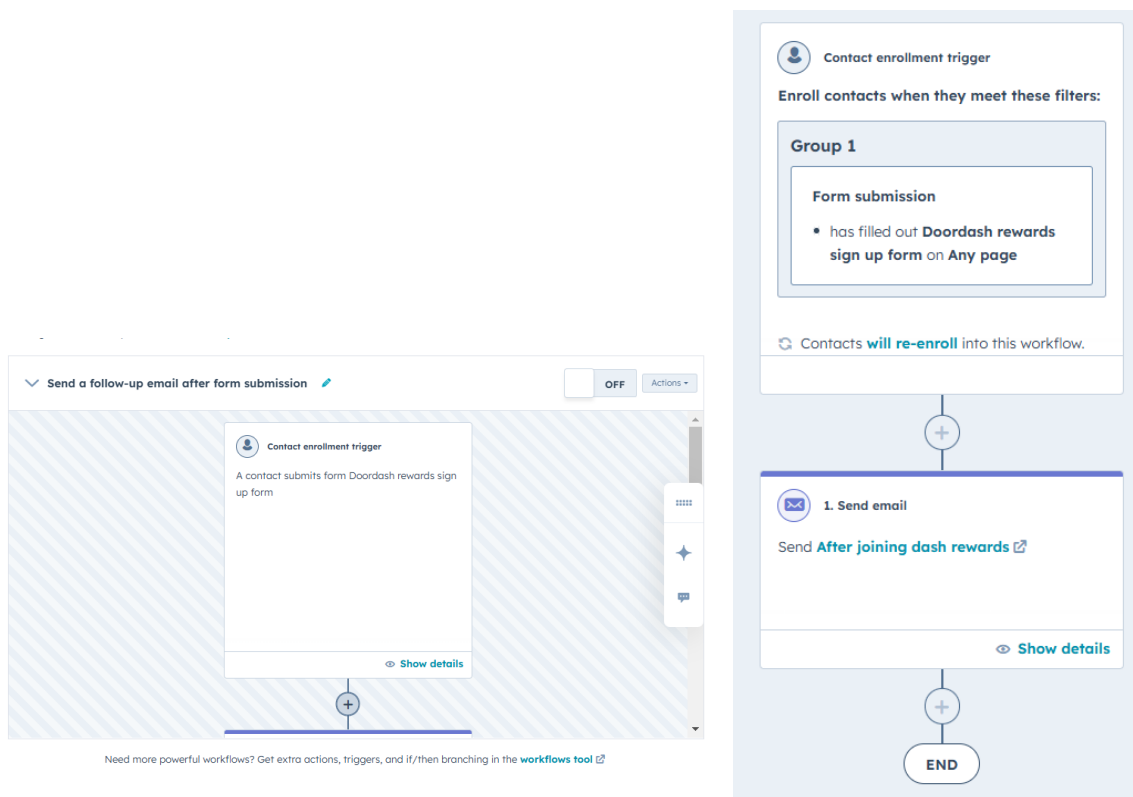 Send a follow-up email after form submission
OFF
Actions
Contact enrollment trigger
A contact submits form Doordash rewards sign
up form
Show details
Need more powerful workflows? Get extra actions, triggers, and if/then branching in the workflows tool
Contact enrollment trigger
Enroll contacts when they meet these filters:
Group 1
Form submission
• has filled out Doordash rewards
sign up form on Any page
Contacts will re-enroll into this workflow.
1. Send email
Send After joining dash rewards
Show details
END